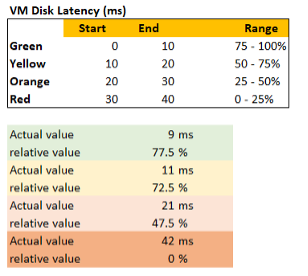 VM Disk Latency (ms)
Start End Range
Green 0 10 75 - 100%
Yellow 10 20 50 - 75%
Orange 20 30 25 - 50%
Red 30 40 0 - 25%
Actual value 9 ms
relative value 77.5 %
Actual value 11 ms
relative value 72.5 %
Actual value 21 ms
relative value 47.5 %
Actual value 42 ms
relative value 0 %